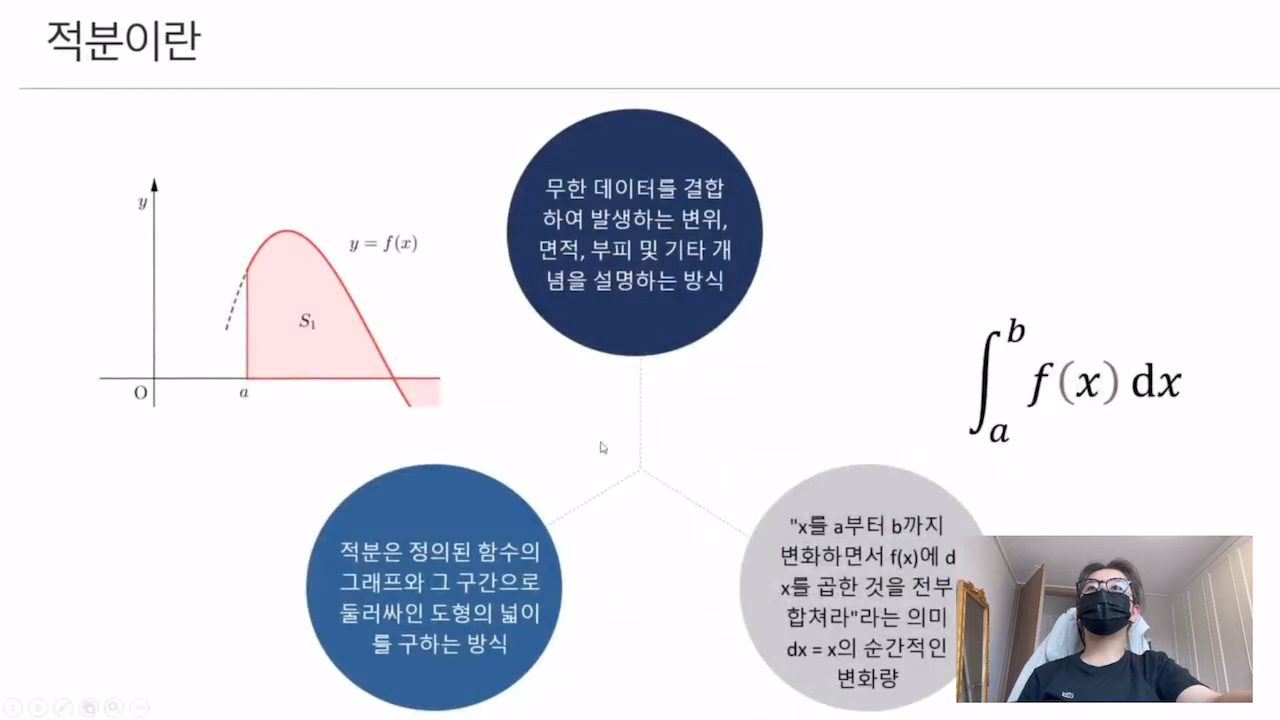 적분이란
무한 데이터를 결합
하여 발생하는 변위,
면적, 부피 및 기타 개
념을 설명하는 방식
y
y = f(x)
S₁
O
a
∫ₐᵇ f(x) dx
적분은 정의된 함수의
그래프와 그 구간으로
둘러싸인 도형의 넓이
를 구하는 방식
"x를 a부터 b까지
변화하면서 f(x)에 d
x를 곱한 것을 전부
합쳐라"라는 의미
dx = x의 순간적인
변화량